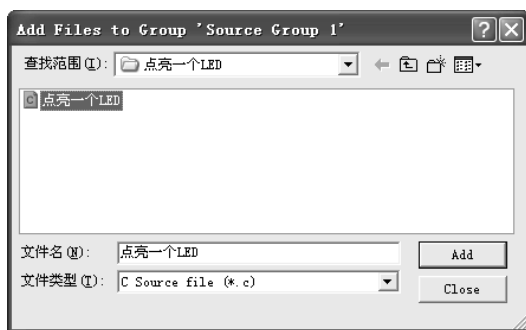 Add Files to Group 'Source Group 1'
查找范围(I): 点亮一个LED
点亮一个LED
文件名(N): 点亮一个LED Add
文件类型(T): C Source file (*.c) Close